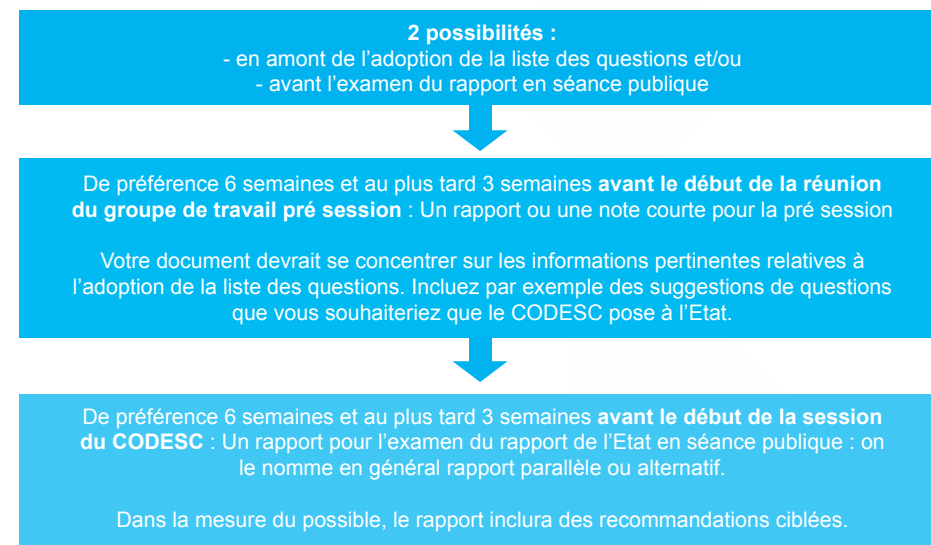 2 possibilités :
- en amont de l’adoption de la liste des questions et/ou
- avant l’examen du rapport en séance publique
De préférence 6 semaines et au plus tard 3 semaines avant le début de la réunion
du groupe de travail pré session : Un rapport ou une note courte pour la pré session
Votre document devrait se concentrer sur les informations pertinentes relatives à
l’adoption de la liste des questions. Incluez par exemple des suggestions de questions
que vous souhaiteriez que le CODESC pose à l’Etat.
De préférence 6 semaines et au plus tard 3 semaines avant le début de la session
du CODESC : Un rapport pour l’examen du rapport de l’Etat en séance publique : on
le nomme en général rapport parallèle ou alternatif.
Dans la mesure du possible, le rapport inclura des recommandations ciblées.